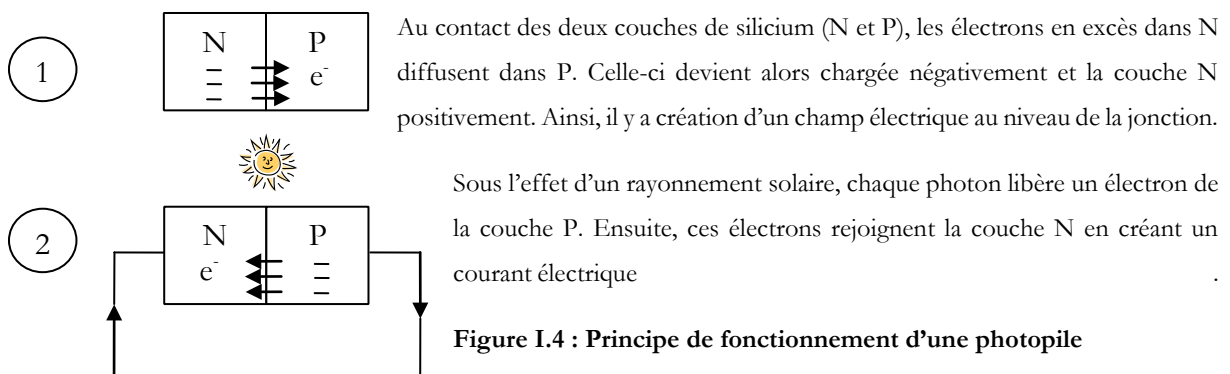 1
N P
e-
Au contact des deux couches de silicium (N et P), les électrons en excès dans N
diffusent dans P. Celle-ci devient alors chargée négativement et la couche N
positivement. Ainsi, il y a création d’un champ électrique au niveau de la jonction.
2
N P
e-
Sous l’effet d’un rayonnement solaire, chaque photon libère un électron de
la couche P. Ensuite, ces électrons rejoignent la couche N en créant un
courant électrique .
Figure I.4 : Principe de fonctionnement d’une photopile